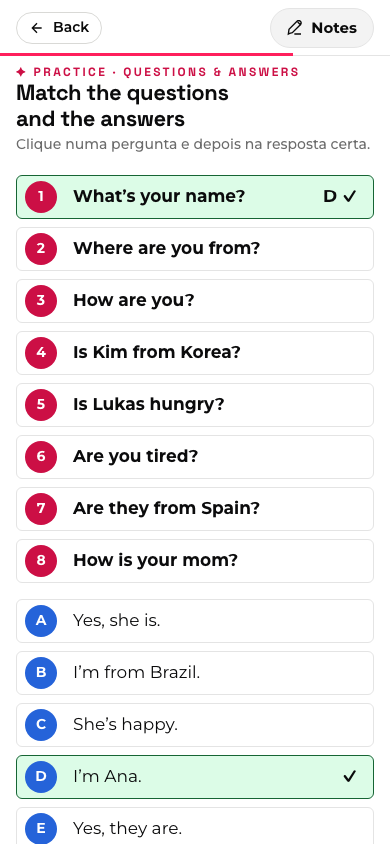 Back
Notes
PRACTICE · QUESTIONS & ANSWERS
Match the questions
and the answers
Clique numa pergunta e depois na resposta certa.
1 What's your name? D ✓
2 Where are you from?
3 How are you?
4 Is Kim from Korea?
5 Is Lukas hungry?
6 Are you tired?
7 Are they from Spain?
8 How is your mom?
A Yes, she is.
B I'm from Brazil.
C She's happy.
D I'm Ana. ✓
E Yes, they are.